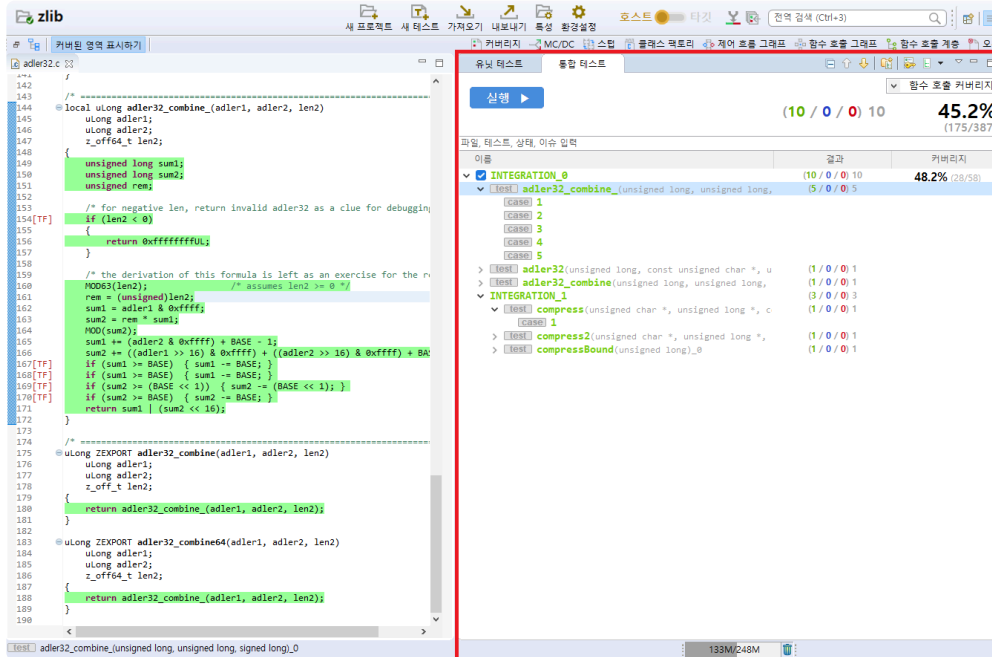 zlib
새 프로젝트 새 테스트 가져오기 내보내기 특성 환경설정
호스트 타깃
전역 검색 (Ctrl+3)
커버된 영역 표시하기
커버리지 MC/DC 스텁 클래스 팩토리 제어 흐름 그래프 함수 호출 그래프 함수 호출 계층 오
adler32.c
141 }
142
143 /* ============================================================
144 local uLong adler32_combine_(adler1, adler2, len2)
145 uLong adler1;
146 uLong adler2;
147 z_off64_t len2;
148 {
149 unsigned long sum1;
150 unsigned long sum2;
151 unsigned rem;
152
153 /* for negative len, return invalid adler32 as a clue for debugging
154[TF] if (len2 < 0)
155 {
156 return 0xffffffffUL;
157 }
158
159 /* the derivation of this formula is left as an exercise for the r
160 MOD63(len2); /* assumes len2 >= 0 */
161 rem = (unsigned)len2;
162 sum1 = adler1 & 0xffff;
163 sum2 = rem * sum1;
164 MOD(sum2);
165 sum1 += (adler2 & 0xffff) + BASE - 1;
166 sum2 += ((adler1 >> 16) & 0xffff) + ((adler2 >> 16) & 0xffff) + BA
167[TF] if (sum1 >= BASE) { sum1 -= BASE; }
168[TF] if (sum1 >= BASE) { sum1 -= BASE; }
169[TF] if (sum2 >= (BASE << 1)) { sum2 -= (BASE << 1); }
170[TF] if (sum2 >= BASE) { sum2 -= BASE; }
171 return sum1 | (sum2 << 16);
172 }
173
174 /* ============================================================
175 uLong ZEXPORT adler32_combine(adler1, adler2, len2)
176 uLong adler1;
177 uLong adler2;
178 z_off_t len2;
179 {
180 return adler32_combine_(adler1, adler2, len2);
181 }
182
183 uLong ZEXPORT adler32_combine64(adler1, adler2, len2)
184 uLong adler1;
185 uLong adler2;
186 z_off64_t len2;
187 {
188 return adler32_combine_(adler1, adler2, len2);
189 }
190
test adler32_combine_(unsigned long, unsigned long, signed long)_0
유닛 테스트 통합 테스트
실행
함수 호출 커버리지
(10 / 0 / 0) 10 45.2%
(175/387
파일, 테스트, 상태, 이슈 입력
이름 결과 커버리지
INTEGRATION_0 (10 / 0 / 0) 10 48.2% (28/58)
test adler32_combine_(unsigned long, unsigned long, (5 / 0 / 0) 5
case 1
case 2
case 3
case 4
case 5
test adler32(unsigned long, const unsigned char *, u (1 / 0 / 0) 1
test adler32_combine(unsigned long, unsigned long, (1 / 0 / 0) 1
INTEGRATION_1 (3 / 0 / 0) 3
test compress(unsigned char *, unsigned long *, c (1 / 0 / 0) 1
case 1
test compress2(unsigned char *, unsigned long *, (1 / 0 / 0) 1
test compressBound(unsigned long)_0 (1 / 0 / 0) 1
133M/248M